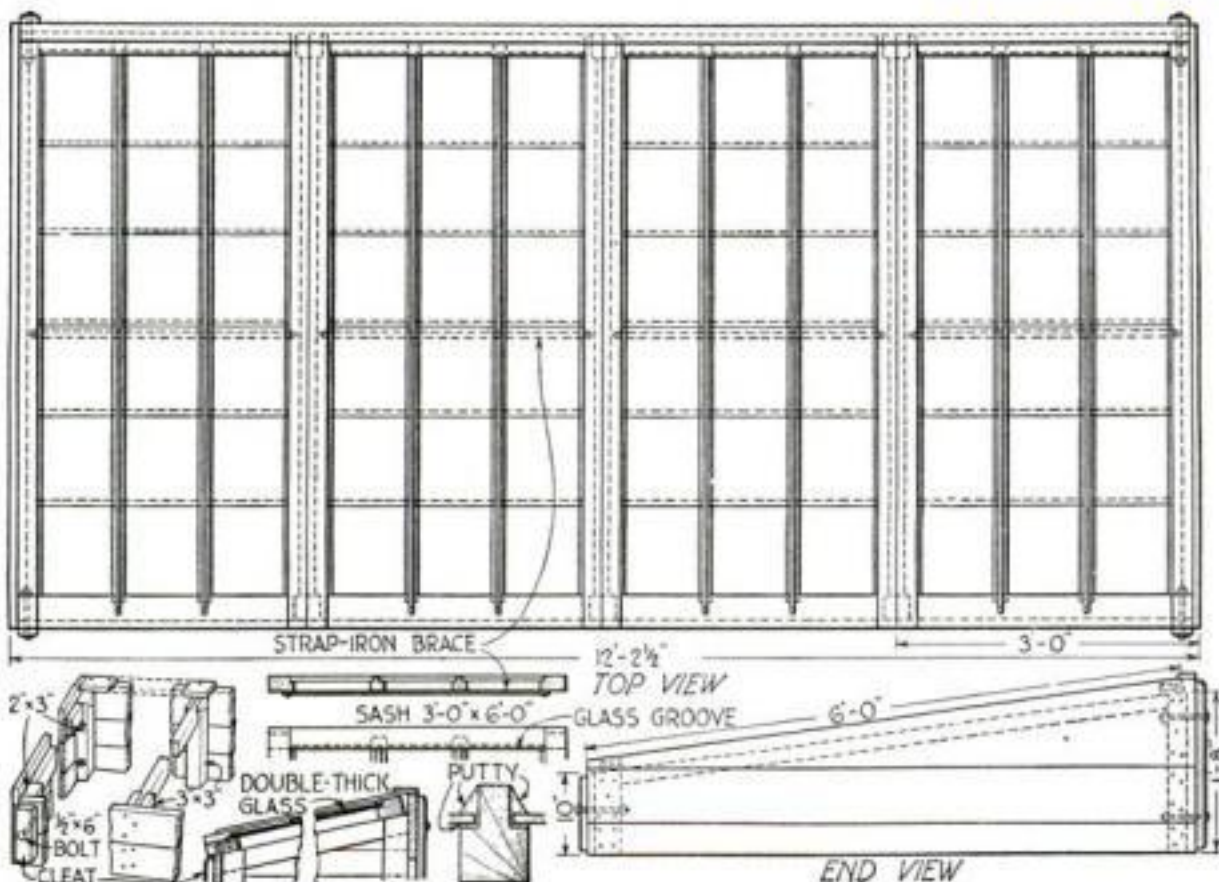 STRAP-IRON BRACE
12'-2½"
3'-0"
TOP VIEW
2"×3"
SASH 3'-0" × 6'-0"
GLASS GROOVE
6'-0"
DOUBLE-THICK
GLASS
PUTTY
3"×3"
½"×6"
BOLT
CLEAT
10"
END VIEW